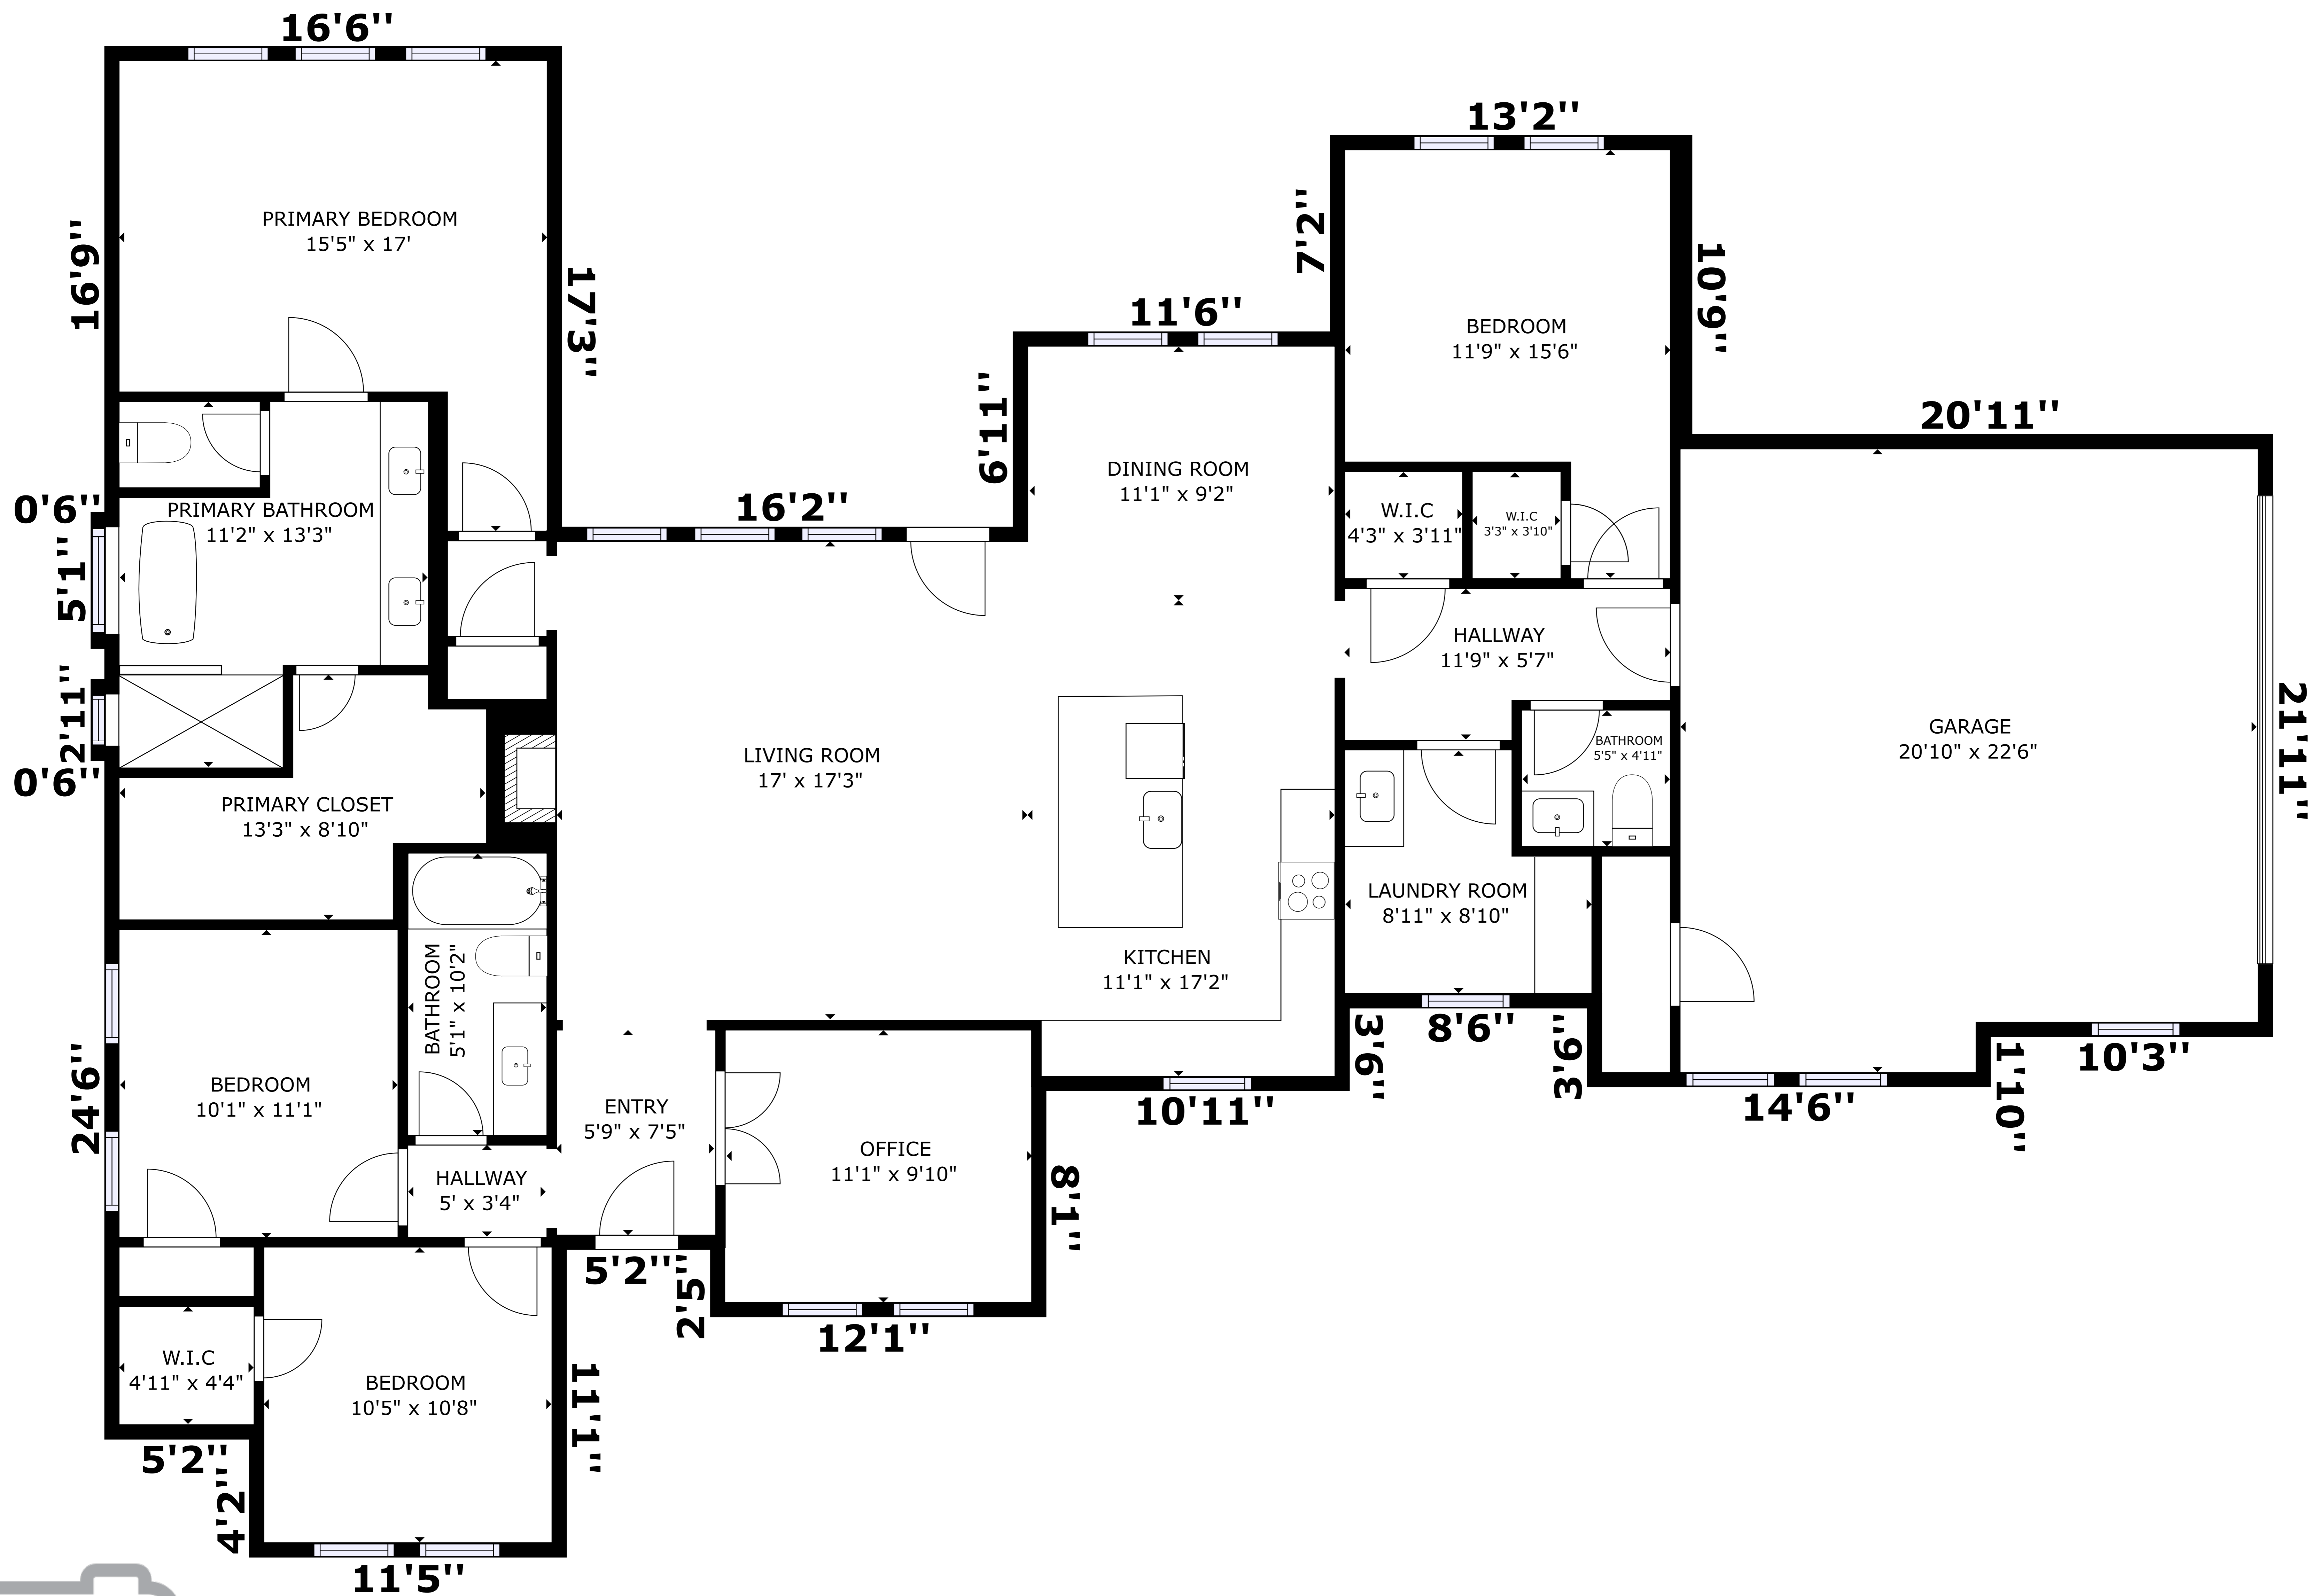 16'6''
13'2''
PRIMARY BEDROOM
15'5" x 17'
16'9''
17'3''
7'2''
10'9''
11'6''
BEDROOM
11'9" x 15'6"
20'11''
6'11''
DINING ROOM
11'1" x 9'2"
0'6''
PRIMARY BATHROOM
11'2" x 13'3"
16'2''
W.I.C
4'3" x 3'11"
W.I.C
3'3" x 3'10"
5'1''
HALLWAY
11'9" x 5'7"
2'11''
0'6''
LIVING ROOM
17' x 17'3"
BATHROOM
5'5" x 4'11"
GARAGE
20'10" x 22'6"
21'11''
PRIMARY CLOSET
13'3" x 8'10"
LAUNDRY ROOM
8'11" x 8'10"
BATHROOM
5'1" x 10'2"
KITCHEN
11'1" x 17'2"
24'6''
BEDROOM
10'1" x 11'1"
ENTRY
5'9" x 7'5"
OFFICE
11'1" x 9'10"
10'11''
3'6''
8'6''
3'9''
14'6''
1'10''
10'3''
HALLWAY
5' x 3'4"
8'1''
5'2''
2'5''
12'1''
W.I.C
4'11" x 4'4"
BEDROOM
10'5" x 10'8"
11'1''
5'2''
4'2''
11'5''